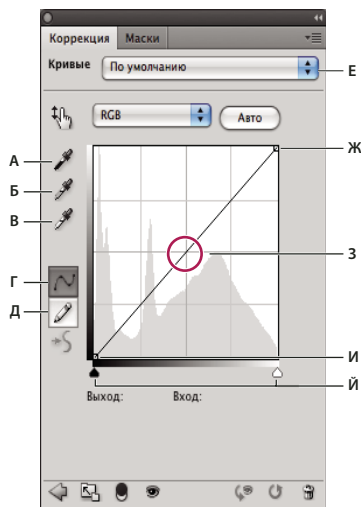 Коррекция Маски
Кривые По умолчанию
Е
RGB Авто
А
Ж
Б
В
З
Г
Д
И
Й
Выход: Вход: